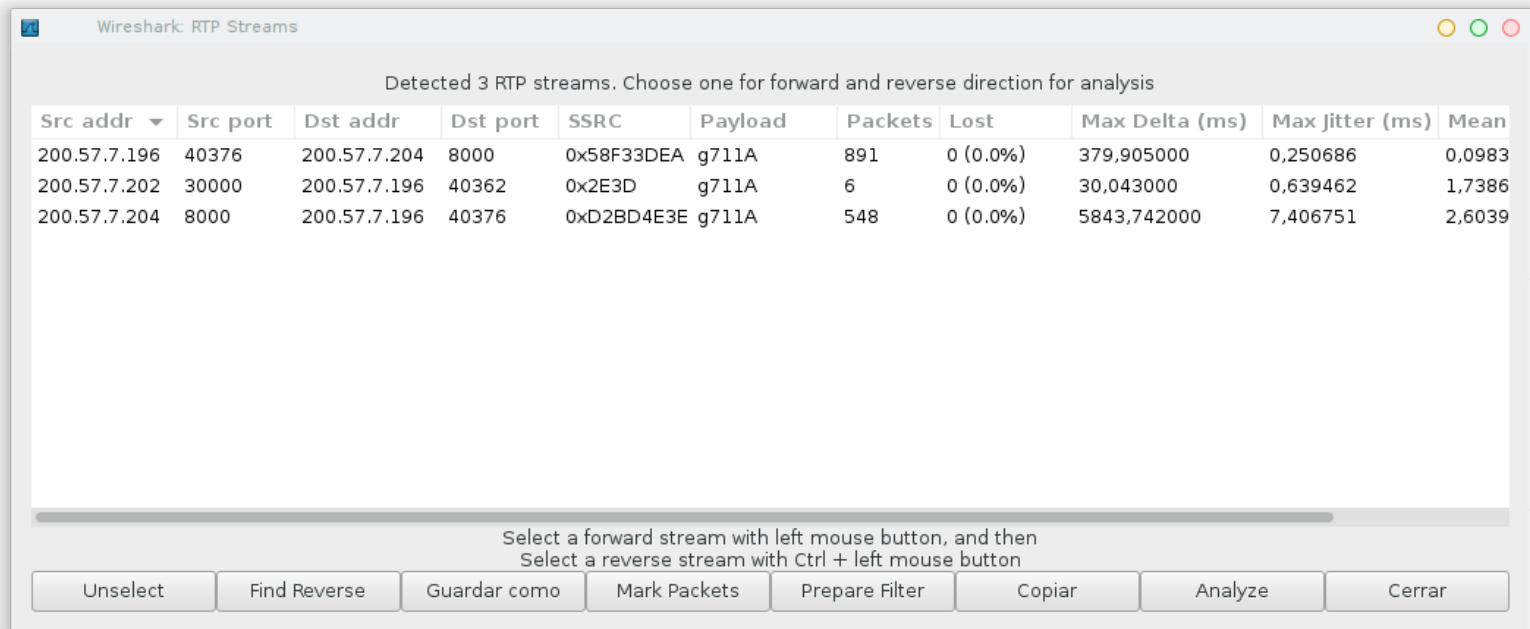 Wireshark: RTP Streams
Detected 3 RTP streams. Choose one for forward and reverse direction for analysis
Src addr Src port Dst addr Dst port SSRC Payload Packets Lost Max Delta (ms) Max Jitter (ms) Mean
200.57.7.196 40376 200.57.7.204 8000 0x58F33DEA g711A 891 0 (0.0%) 379,905000 0,250686 0,0983
200.57.7.202 30000 200.57.7.196 40362 0x2E3D g711A 6 0 (0.0%) 30,043000 0,639462 1,7386
200.57.7.204 8000 200.57.7.196 40376 0xD2BD4E3E g711A 548 0 (0.0%) 5843,742000 7,406751 2,6039
Select a forward stream with left mouse button, and then
Select a reverse stream with Ctrl + left mouse button
Unselect Find Reverse Guardar como Mark Packets Prepare Filter Copiar Analyze Cerrar